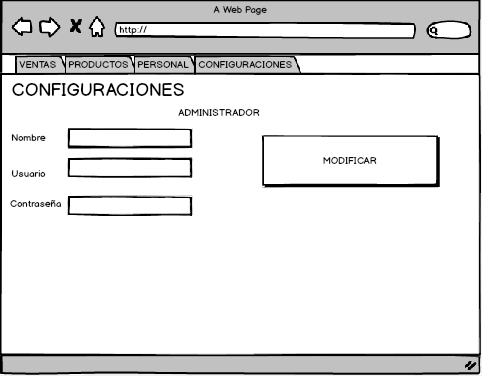 A Web Page
http://
VENTAS PRODUCTOS PERSONAL CONFIGURACIONES
CONFIGURACIONES
ADMINISTRADOR
Nombre
MODIFICAR
Usuario
Contraseña